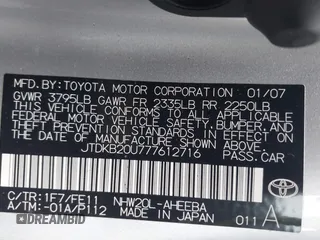 MFD. BY: TOYOTA MOTOR CORPORATION 01/07
GVWR 3795LB GAWR FR 2335LB RR 2250LB
THIS VEHICLE CONFORMS TO ALL APPLICABLE
FEDERAL MOTOR VEHICLE SAFETY, BUMPER, AND
THEFT PREVENTION STANDARDS IN EFFECT ON
THE DATE OF MANUFACTURE SHOWN ABOVE.
JTDKB20U777612716
PASS.CAR
C/TR: 1F7/FE11
A/TM: -01A/P112
NHW20L-AHEEBA
MADE IN JAPAN
TOYOTA
011 A
DREAMBID